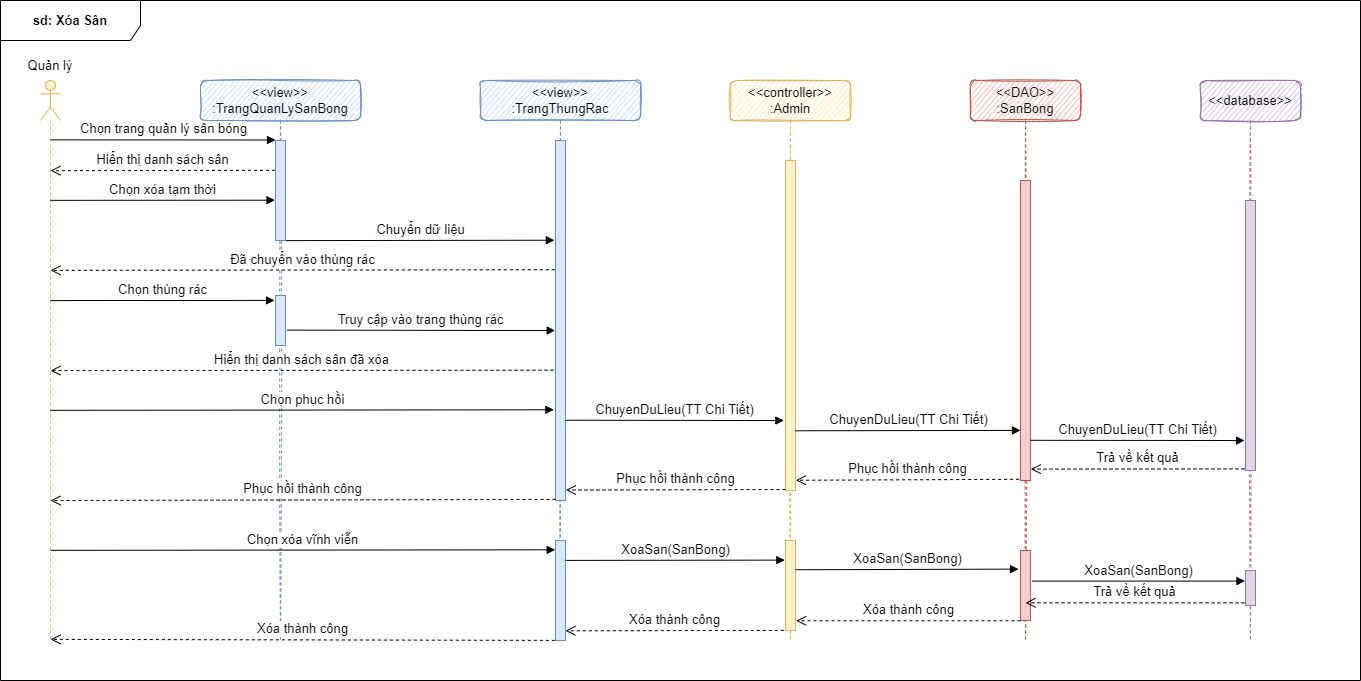 sd: Xóa Sân
Quản lý
<<view>>
:TrangQuanLySanBong
<<view>>
:TrangThungRac
<<controller>>
:Admin
<<DAO>>
:SanBong
<<database>>
Chọn trang quản lý sân bóng
Hiển thị danh sách sân
Chọn xóa tạm thời
Chuyển dữ liệu
Đã chuyển vào thùng rác
Chọn thùng rác
Truy cập vào trang thùng rác
Hiển thị danh sách sân đã xóa
Chọn phục hồi
ChuyenDuLieu(TT Chi Tiết)
ChuyenDuLieu(TT Chi Tiết)
ChuyenDuLieu(TT Chi Tiết)
Trả về kết quả
Phục hồi thành công
Phục hồi thành công
Phục hồi thành công
Chọn xóa vĩnh viễn
XoaSan(SanBong)
XoaSan(SanBong)
XoaSan(SanBong)
Trả về kết quả
Xóa thành công
Xóa thành công
Xóa thành công